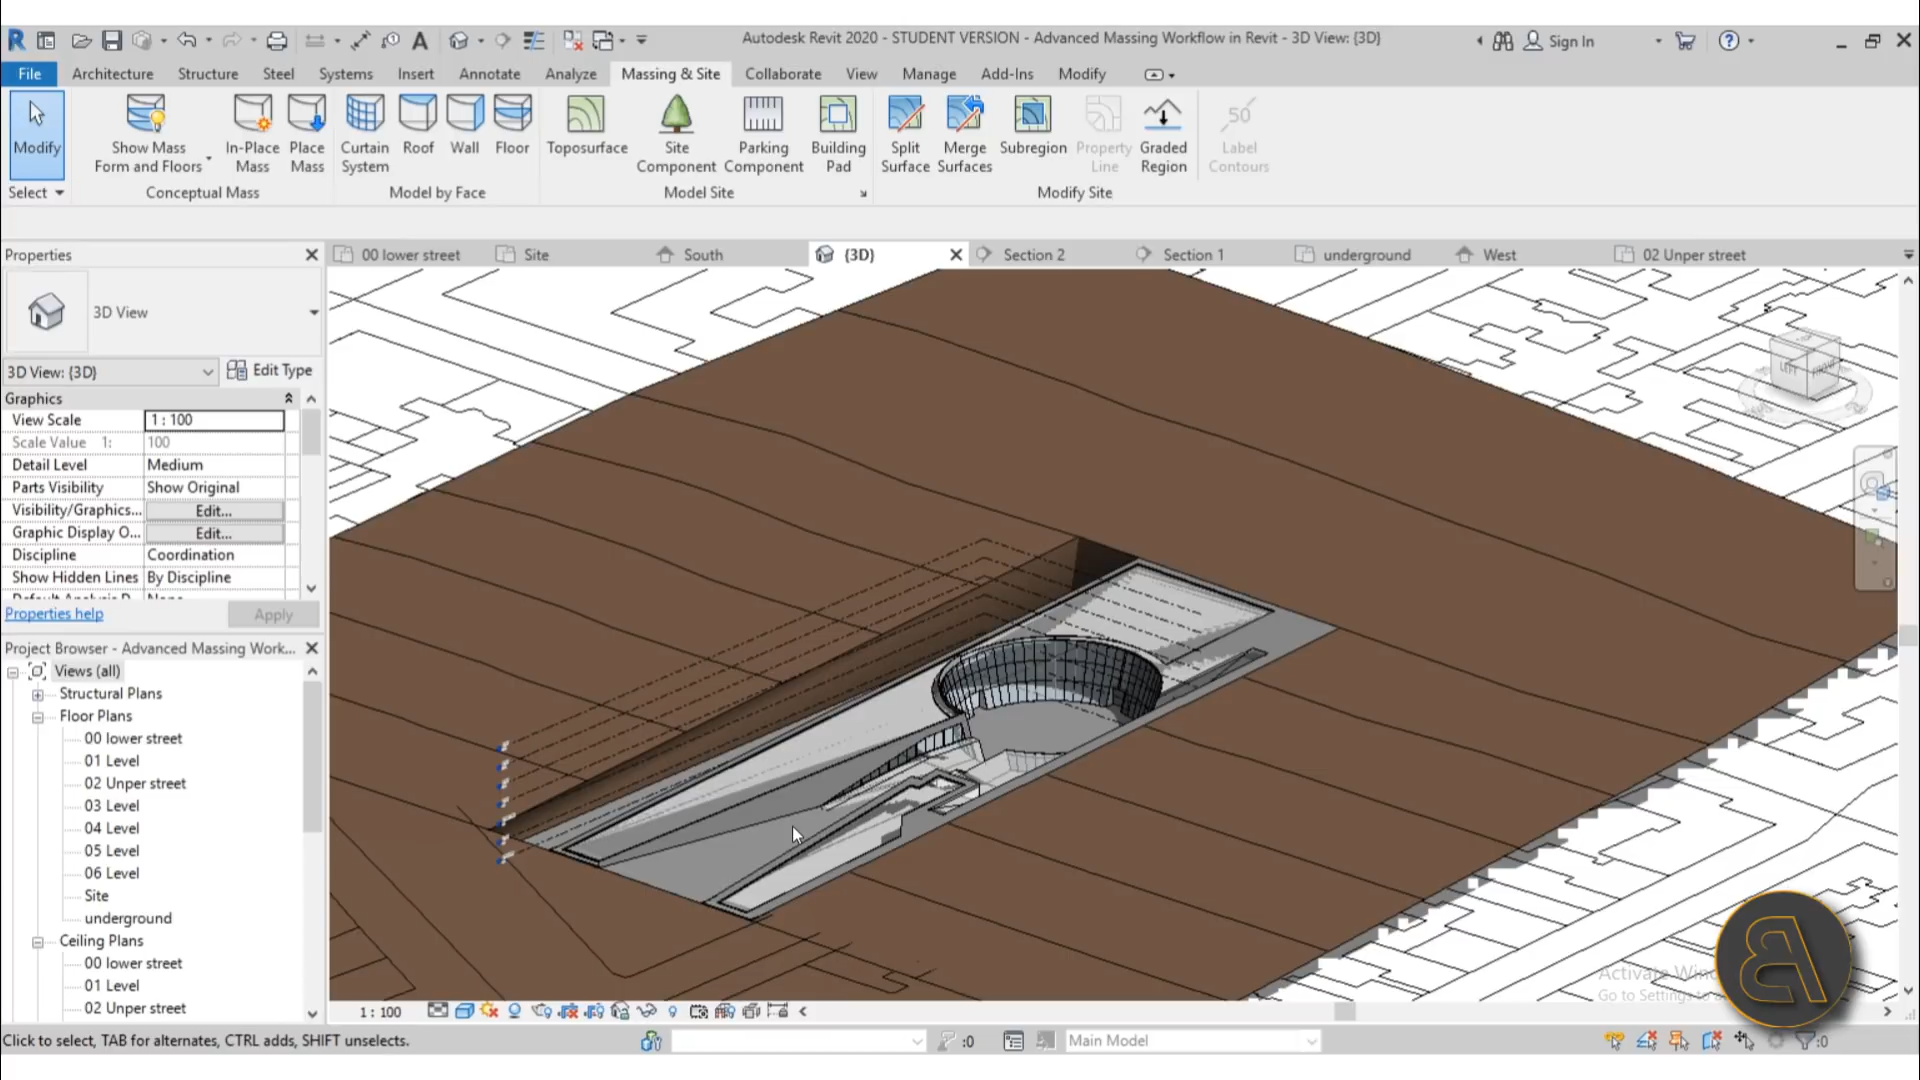 Autodesk Revit 2020 - STUDENT VERSION - Advanced Massing Workflow in Revit - 3D View: {3D}
Sign In
File Architecture Structure Steel Systems Insert Annotate Analyze Massing & Site Collaborate View Manage Add-Ins Modify
Modify
Show Mass
Form and Floors
In-Place
Mass
Place
Mass
Curtain
System
Roof
Wall
Floor
Toposurface
Site
Component
Parking
Component
Building
Pad
Split
Surface
Merge
Surfaces
Subregion
Property
Line
Graded
Region
50
Label
Contours
Select
Conceptual Mass
Model by Face
Model Site
Modify Site
Properties
00 lower street
Site
South
{3D}
Section 2
Section 1
underground
West
02 Unper street
3D View
3D View: {3D}
Edit Type
Graphics
View Scale 1 : 100
Scale Value 1: 100
Detail Level Medium
Parts Visibility Show Original
Visibility/Graphics... Edit...
Graphic Display O... Edit...
Discipline Coordination
Show Hidden Lines By Discipline
Properties help
Apply
Project Browser - Advanced Massing Work...
Views (all)
Structural Plans
Floor Plans
00 lower street
01 Level
02 Unper street
03 Level
04 Level
05 Level
06 Level
Site
underground
Ceiling Plans
00 lower street
01 Level
02 Unper street
LEFT
1 : 100
Go to Settings to
Click to select, TAB for alternates, CTRL adds, SHIFT unselects.
:0
Main Model
:0